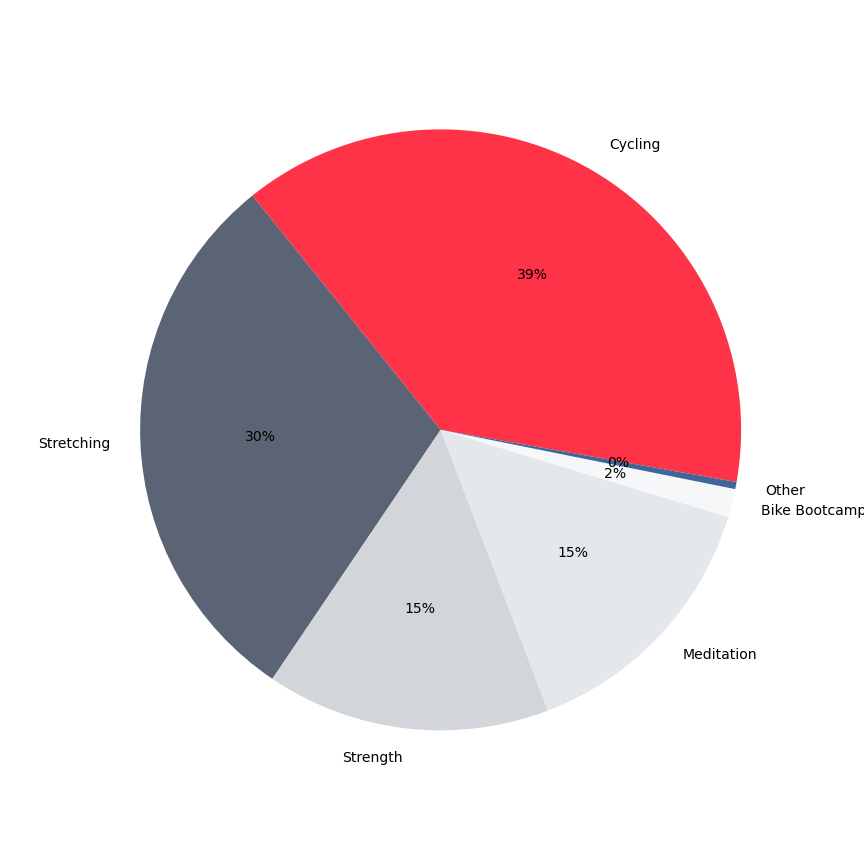 Cycling
39%
Stretching
30%
0%
2%
Other
Bike Bootcamp
15%
15%
Meditation
Strength